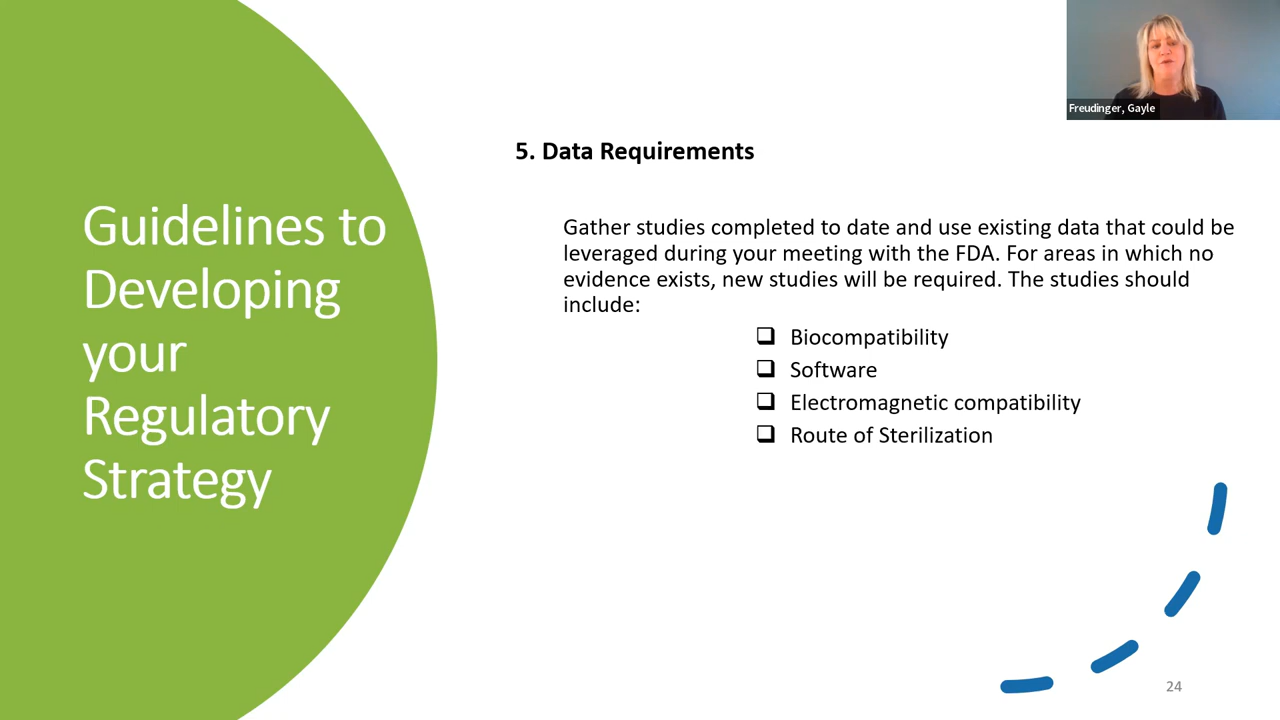 Freudinger, Gayle
Guidelines to
Developing
your
Regulatory
Strategy
5. Data Requirements
Gather studies completed to date and use existing data that could be
leveraged during your meeting with the FDA. For areas in which no
evidence exists, new studies will be required. The studies should
include:
❑ Biocompatibility
❑ Software
❑ Electromagnetic compatibility
❑ Route of Sterilization
24